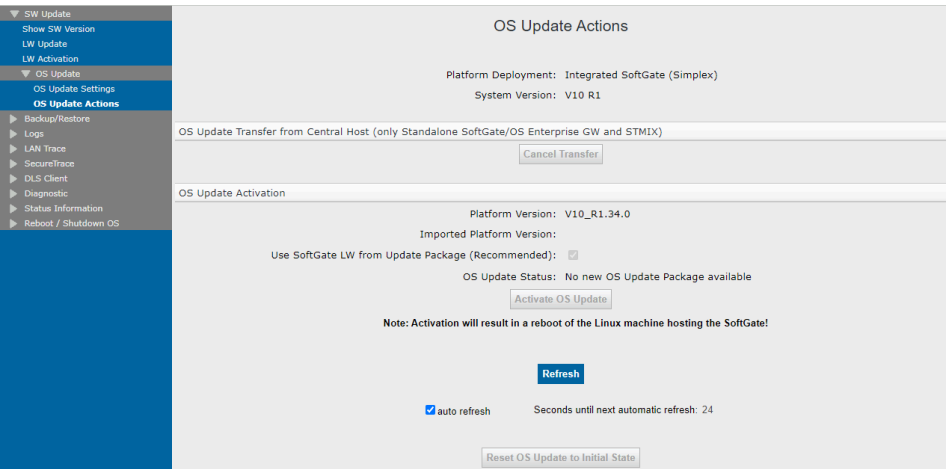 SW Update
Show SW Version
LW Update
LW Activation
OS Update
OS Update Settings
OS Update Actions
Backup/Restore
Logs
LAN Trace
SecureTrace
DLS Client
Diagnostic
Status Information
Reboot / Shutdown OS
OS Update Actions
Platform Deployment: Integrated SoftGate (Simplex)
System Version: V10 R1
OS Update Transfer from Central Host (only Standalone SoftGate/OS Enterprise GW and STMIX)
Cancel Transfer
OS Update Activation
Platform Version: V10_R1.34.0
Imported Platform Version:
Use SoftGate LW from Update Package (Recommended):
OS Update Status: No new OS Update Package available
Activate OS Update
Note: Activation will result in a reboot of the Linux machine hosting the SoftGate!
Refresh
auto refresh Seconds until next automatic refresh: 24
Reset OS Update to Initial State